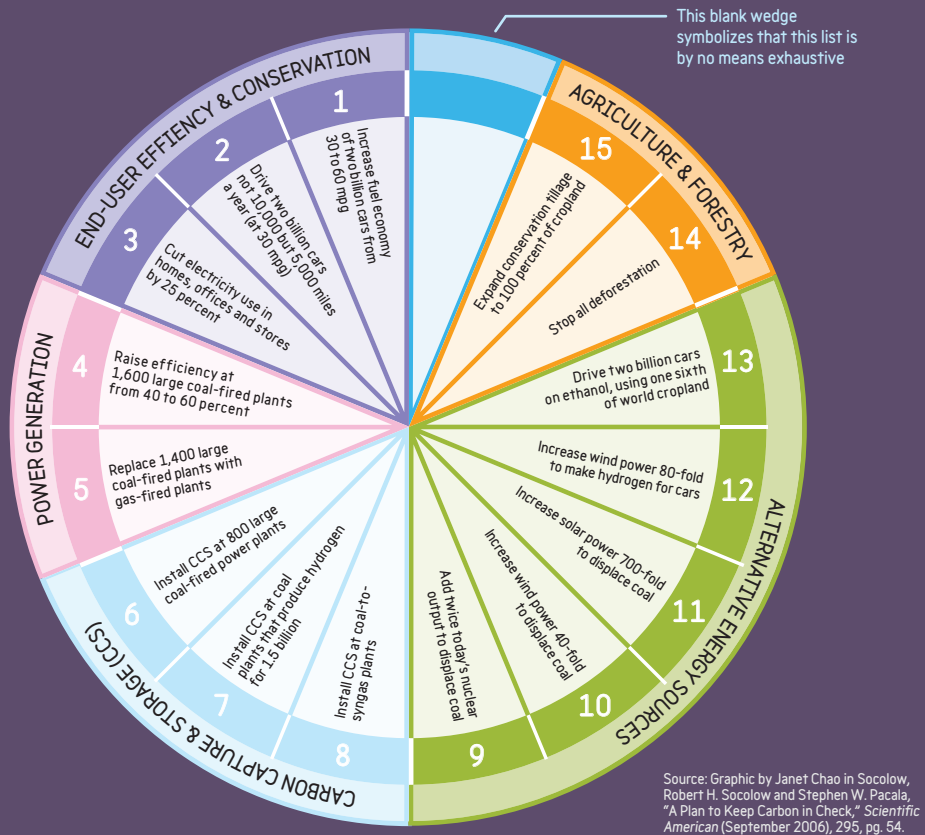 This blank wedge
symbolizes that this list is
by no means exhaustive
END-USER EFFIENCY & CONSERVATION
1
Increase fuel economy
of two billion cars from
30 to 60 mpg
2
Drive two billion cars
not 10,000 but 5,000 miles
a year (at 30 mpg)
3
Cut electricity use in
homes, offices and stores
by 25 percent
POWER GENERATION
4
Raise efficiency at
1,600 large coal-fired plants
from 40 to 60 percent
5
Replace 1,400 large
coal-fired plants with
gas-fired plants
CARBON CAPTURE & STORAGE (CCS)
6
Install CCS at 800 large
coal-fired power plants
7
Install CCS at coal
plants that produce hydrogen
for 1.5 billion
8
Install CCS at coal-to-
syngas plants
ALTERNATIVE ENERGY SOURCES
9
Add twice today's nuclear
output to displace coal
10
Increase wind power 40-fold
to displace coal
11
Increase solar power 700-fold
to displace coal
12
Increase wind power 80-fold
to make hydrogen for cars
13
Drive two billion cars
on ethanol, using one sixth
of world cropland
AGRICULTURE & FORESTRY
14
Stop all deforestation
15
Expand conservation tillage
to 100 percent of cropland
Source: Graphic by Janet Chao in Socolow,
Robert H. Socolow and Stephen W. Pacala,
"A Plan to Keep Carbon in Check," Scientific
American (September 2006), 295, pg. 54.